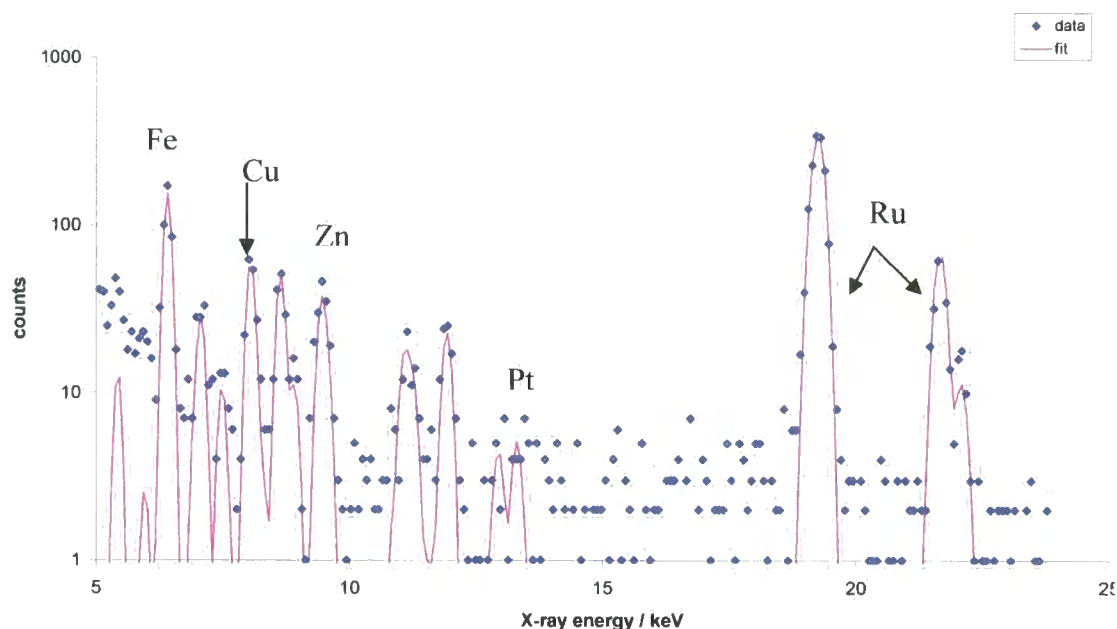 data
fit
1000
100
10
1
counts
Fe
Cu
Zn
Pt
Ru
5
10
15
20
25
X-ray energy / keV